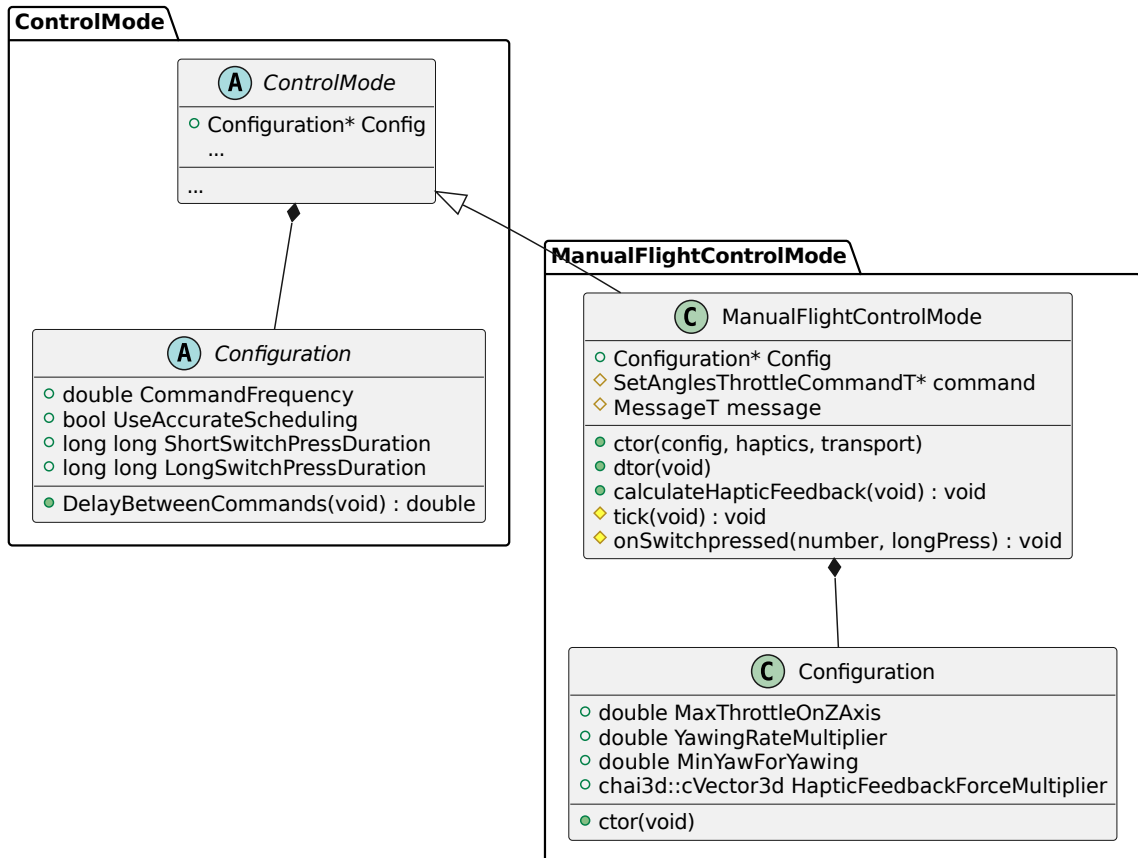 ControlMode
A ControlMode
Configuration* Config
...
...
A Configuration
double CommandFrequency
bool UseAccurateScheduling
long long ShortSwitchPressDuration
long long LongSwitchPressDuration
DelayBetweenCommands(void) : double
ManualFlightControlMode
C ManualFlightControlMode
Configuration* Config
SetAnglesThrottleCommandT* command
MessageT message
ctor(config, haptics, transport)
dtor(void)
calculateHapticFeedback(void) : void
tick(void) : void
onSwitchpressed(number, longPress) : void
C Configuration
double MaxThrottleOnZAxis
double YawingRateMultiplier
double MinYawForYawing
chai3d::cVector3d HapticFeedbackForceMultiplier
ctor(void)